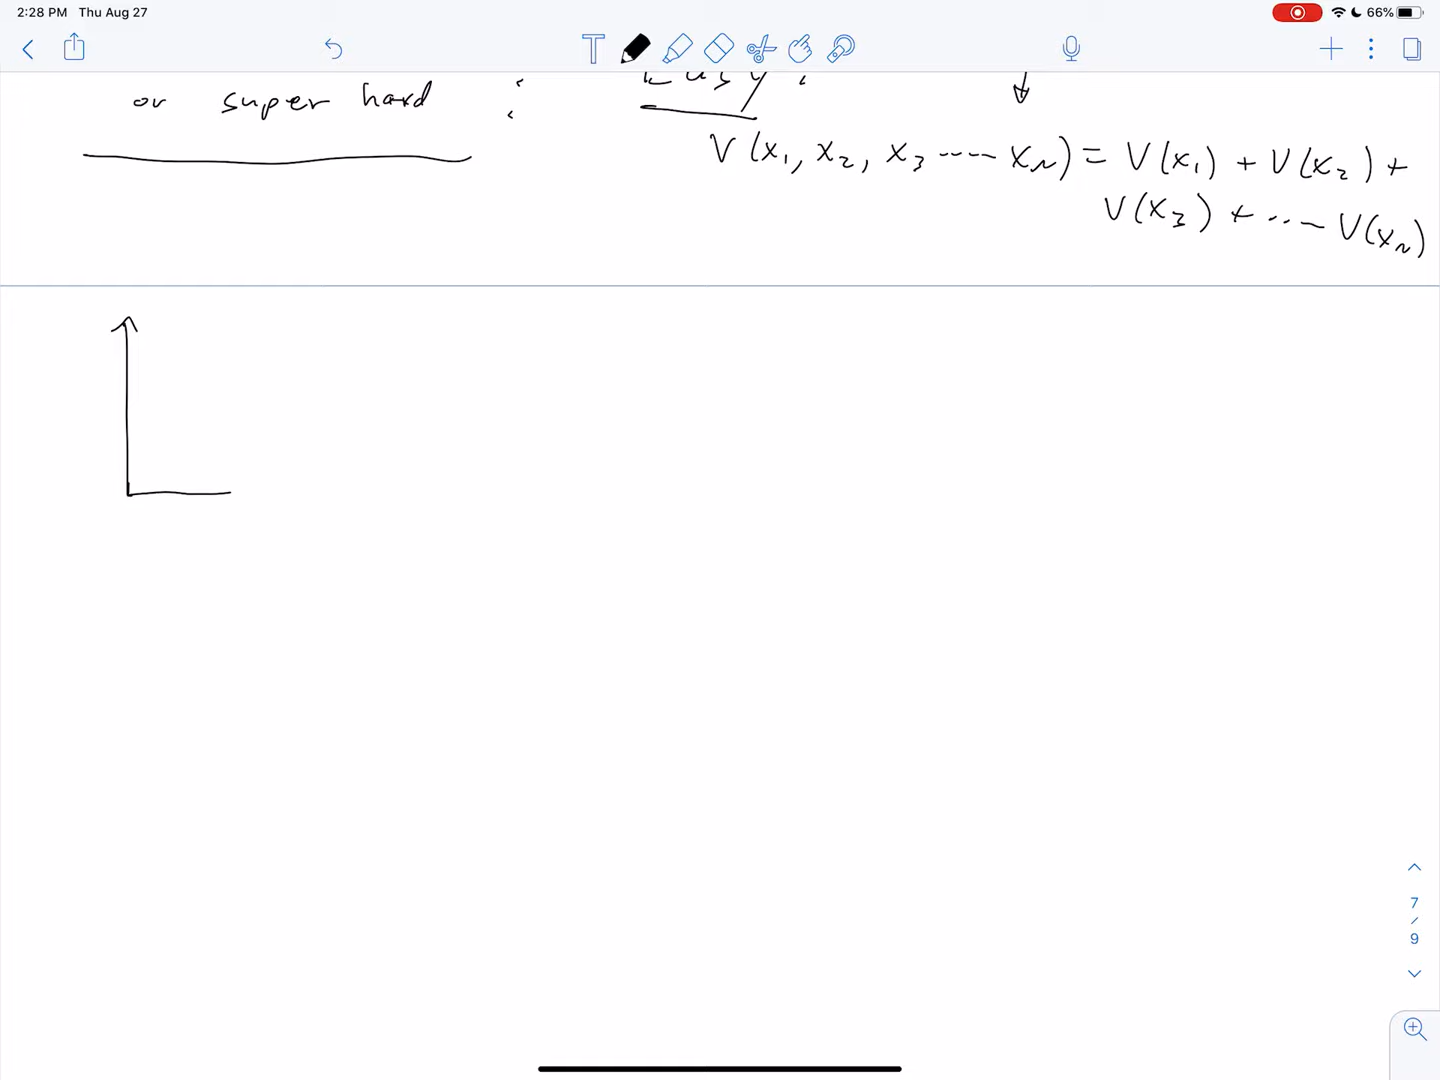 2:28 PM Thu Aug 27
66%
T
or super hard :
Easy :
V(x₁, x₂, x₃ ---- xₙ) = V(x₁) + V(x₂) +
V(x₃) + ... - V(xₙ)
7
/
9